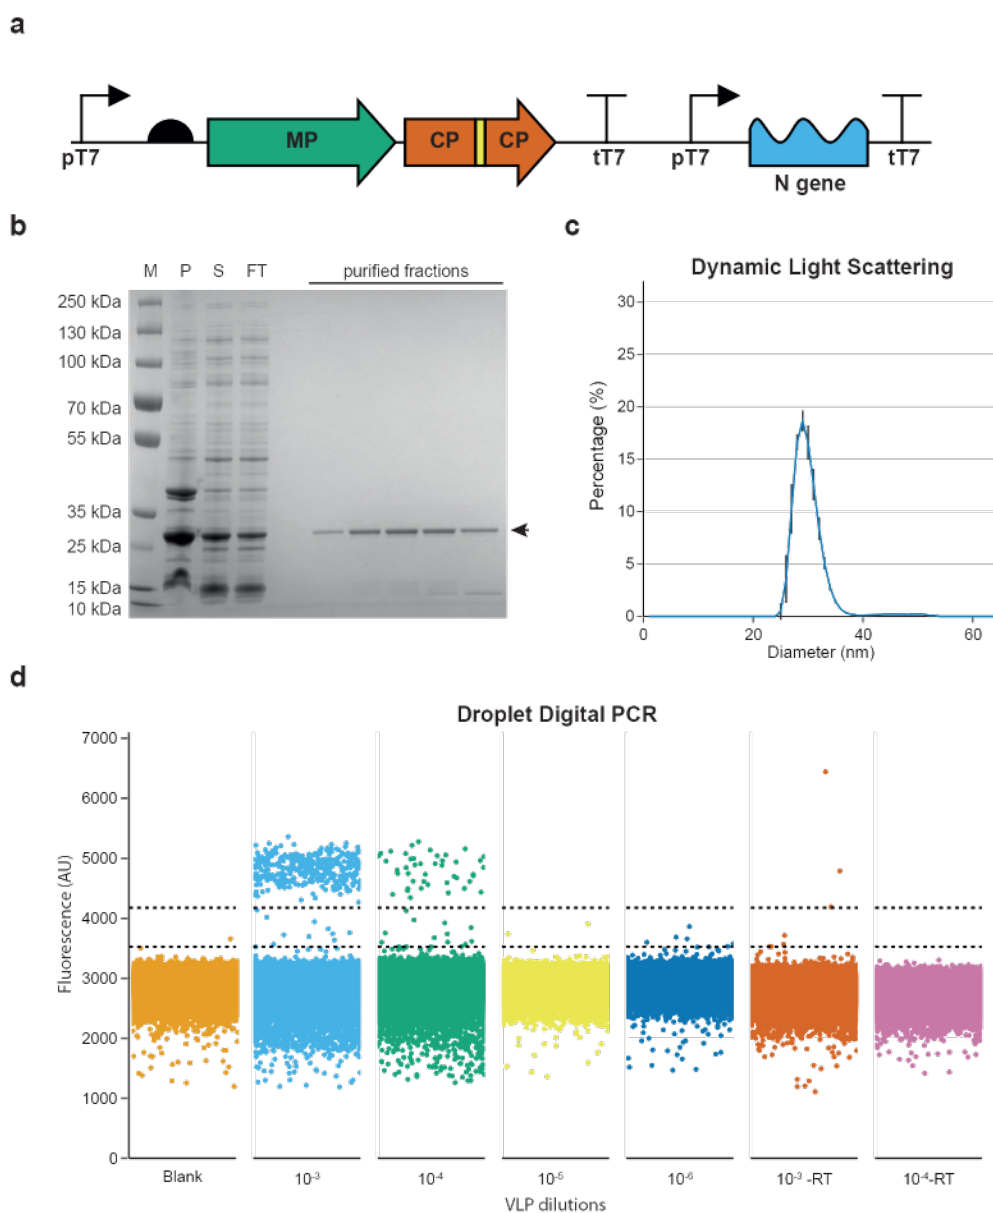 a
MP
CP
CP
pT7
tT7
pT7
tT7
N gene
b
M P S FT purified fractions
250 kDa
130 kDa
100 kDa
70 kDa
55 kDa
35 kDa
25 kDa
15 kDa
10 kDa
c
Dynamic Light Scattering
Percentage (%)
30
25
20
15
10
5
0
0 20 40 60
Diameter (nm)
d
Droplet Digital PCR
Fluorescence (AU)
7000
6000
5000
4000
3000
2000
1000
0
Blank 10⁻³ 10⁻⁴ 10⁻⁵ 10⁻⁶ 10⁻³ -RT 10⁻⁴-RT
VLP dilutions